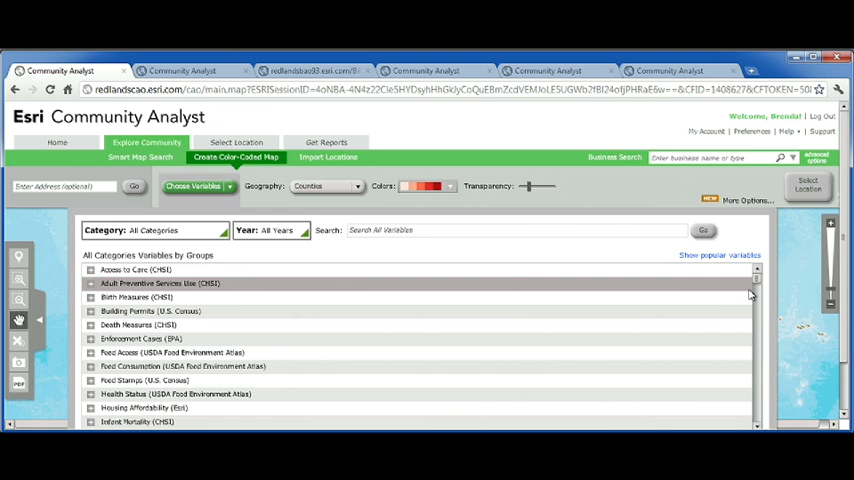 Community Analyst Community Analyst redlandsbao93.esri.com/BA Community Analyst Community Analyst Community Analyst
Esri Community Analyst
Welcome, Brenda! Log Out
My Account Preferences Help Support
Home Explore Community Select Location Get Reports
Smart Map Search Create Color-Coded Map Import Locations Business Search Enter business name or type advanced options
Enter Address (optional) Go Choose Variables Geography: Counties Colors: Transparency: Select Location
NEW More Options...
Category: All Categories Year: All Years Search: Search All Variables Go
All Categories Variables by Groups Show popular variables
Access to Care (CHSI)
Adult Preventive Services Use (CHSI)
Birth Measures (CHSI)
Building Permits (U.S. Census)
Death Measures (CHSI)
Enforcement Cases (EPA)
Food Access (USDA Food Environment Atlas)
Food Consumption (USDA Food Environment Atlas)
Food Stamps (U.S. Census)
Health Status (USDA Food Environment Atlas)
Housing Affordability (Esri)
Infant Mortality (CHSI)
PDF